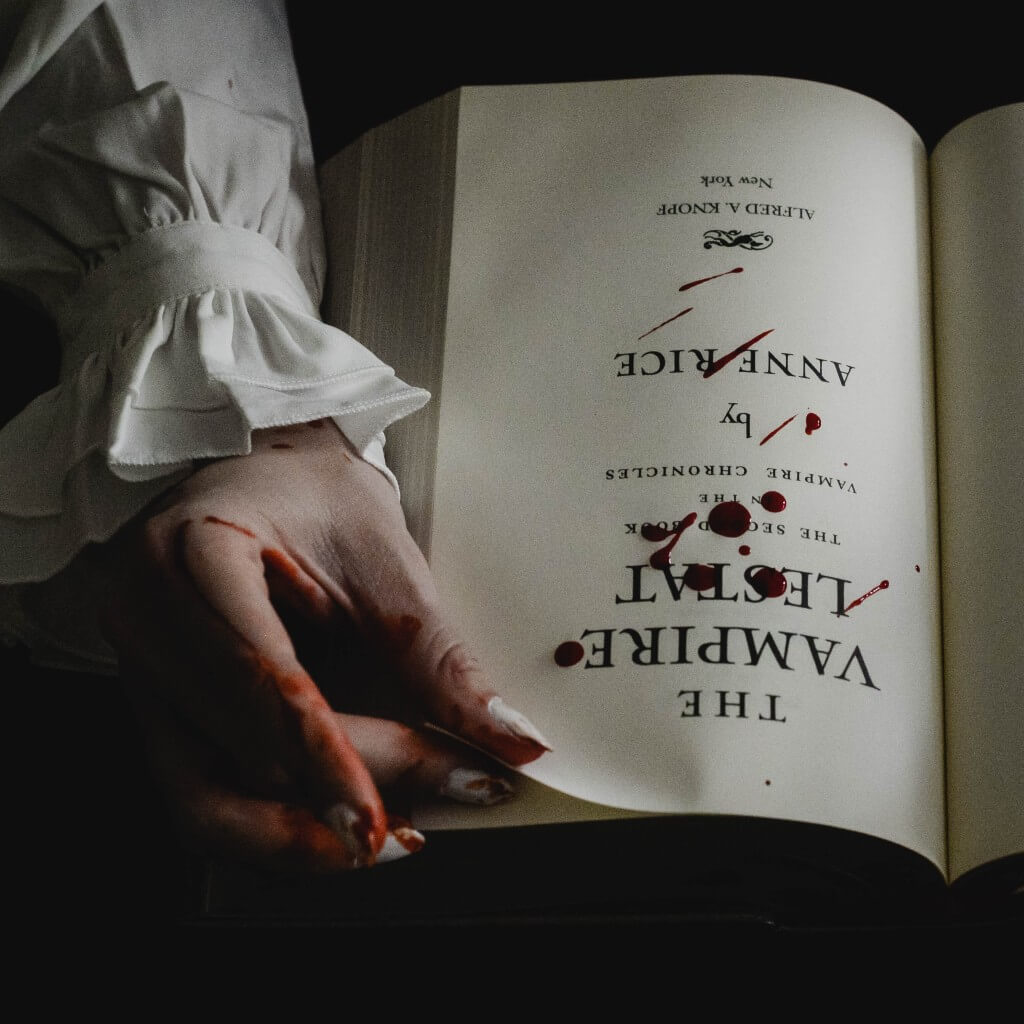 THE
VAMPIRE
LESTAT
THE SECOND BOOK
IN THE
VAMPIRE CHRONICLES
by
ANNE RICE
ALFRED A. KNOPF
New York